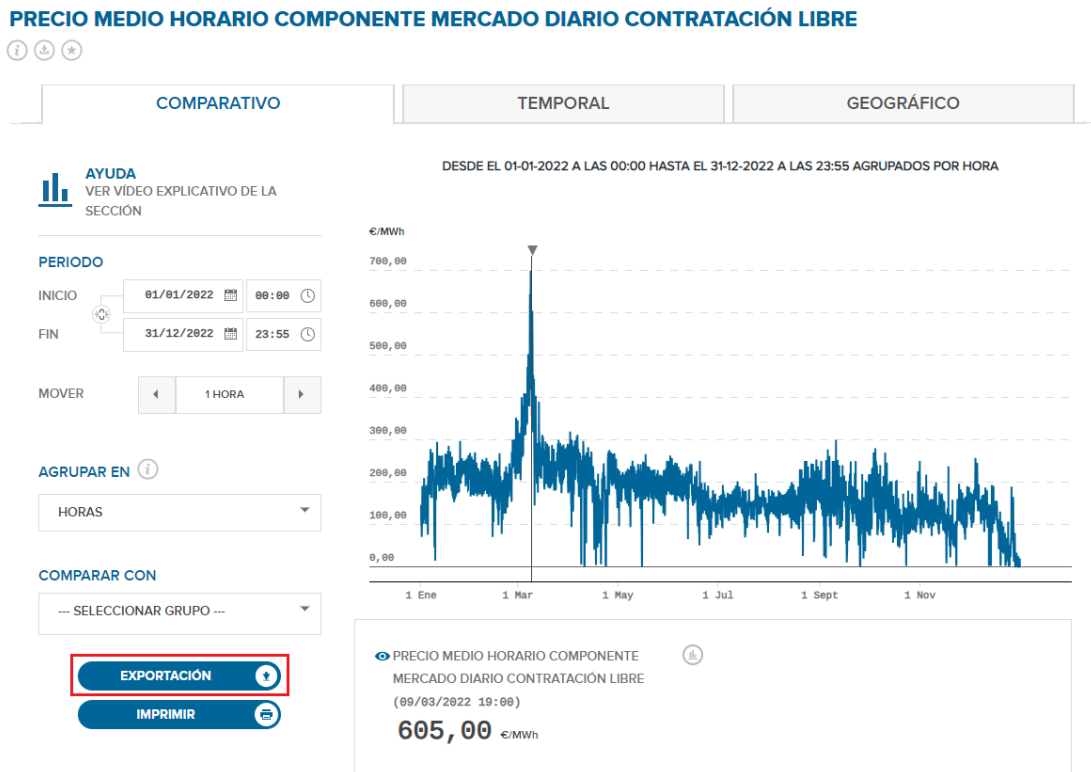 PRECIO MEDIO HORARIO COMPONENTE MERCADO DIARIO CONTRATACIÓN LIBRE
COMPARATIVO
TEMPORAL
GEOGRÁFICO
AYUDA
VER VÍDEO EXPLICATIVO DE LA
SECCIÓN
PERIODO
INICIO 01/01/2022 00:00
FIN 31/12/2022 23:55
MOVER 1 HORA
AGRUPAR EN i
HORAS
COMPARAR CON
--- SELECCIONAR GRUPO ---
EXPORTACIÓN
IMPRIMIR
DESDE EL 01-01-2022 A LAS 00:00 HASTA EL 31-12-2022 A LAS 23:55 AGRUPADOS POR HORA
€/MWh
700,00
600,00
500,00
400,00
300,00
200,00
100,00
0,00
1 Ene 1 Mar 1 May 1 Jul 1 Sept 1 Nov
PRECIO MEDIO HORARIO COMPONENTE
MERCADO DIARIO CONTRATACIÓN LIBRE
(09/03/2022 19:00)
605,00 €/MWh